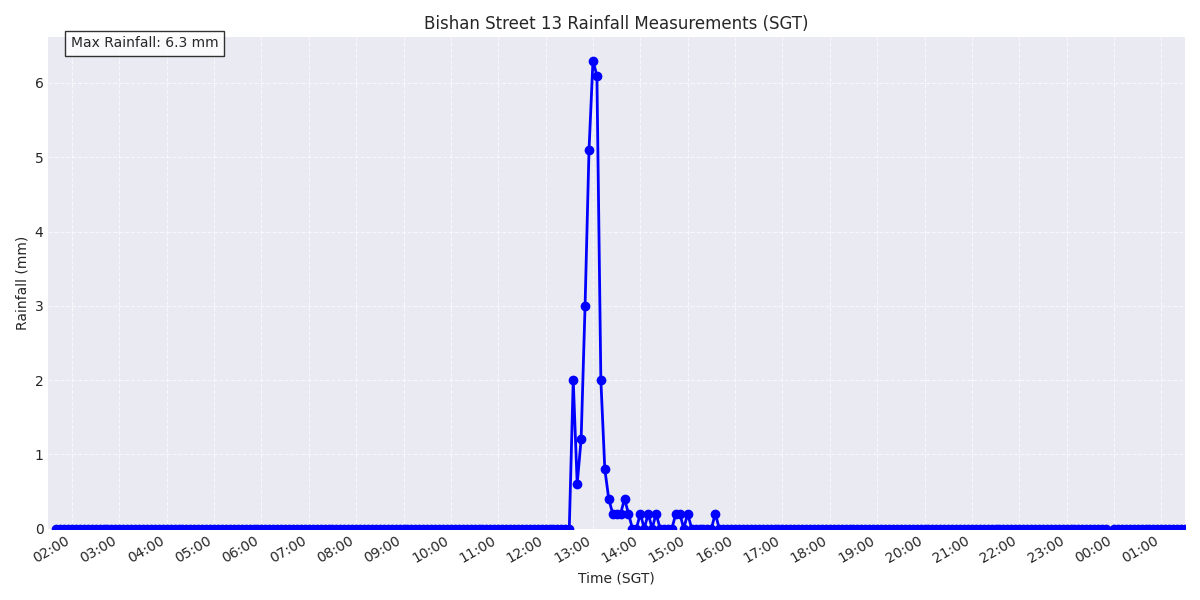 Bishan Street 13 Rainfall Measurements (SGT)
Max Rainfall: 6.3 mm
Rainfall (mm)
6
5
4
3
2
1
0
02:00 03:00 04:00 05:00 06:00 07:00 08:00 09:00 10:00 11:00 12:00 13:00 14:00 15:00 16:00 17:00 18:00 19:00 20:00 21:00 22:00 23:00 00:00 01:00
Time (SGT)